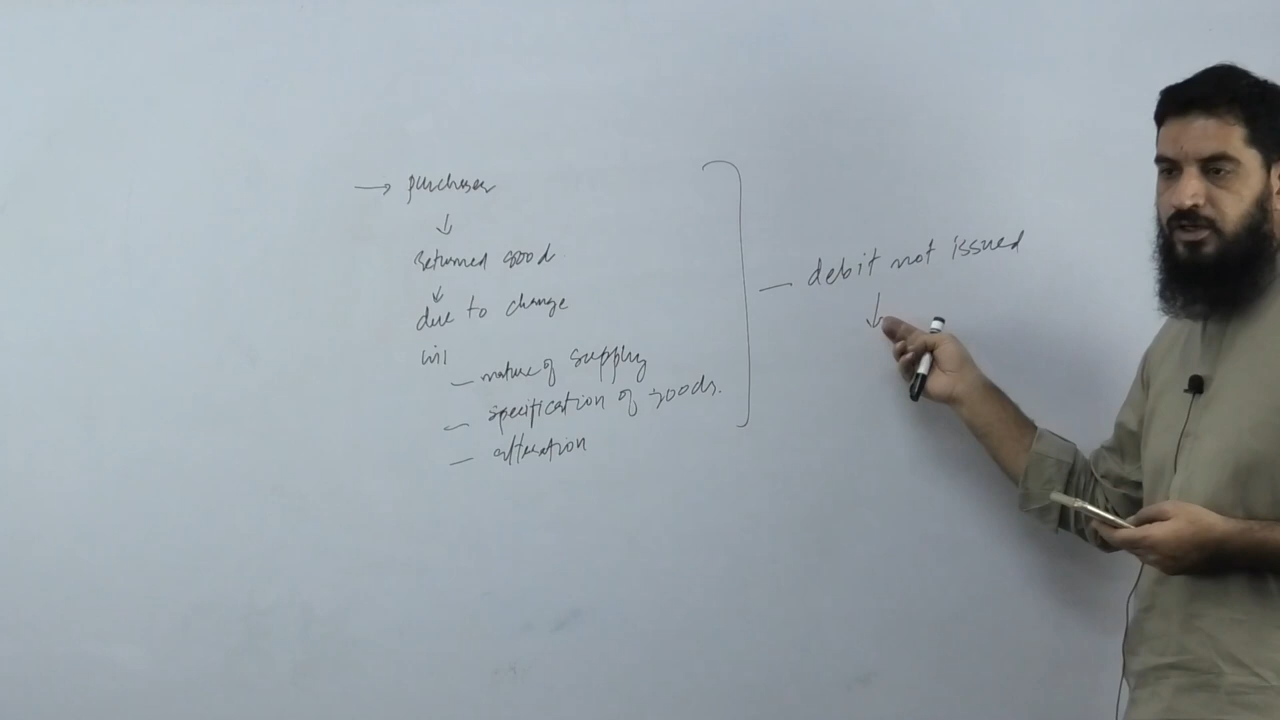 → purchaser
↓
Returned good
↓
due to change
in
— nature of supply
— specification of goods.
— alteration
— debit not issued
↓